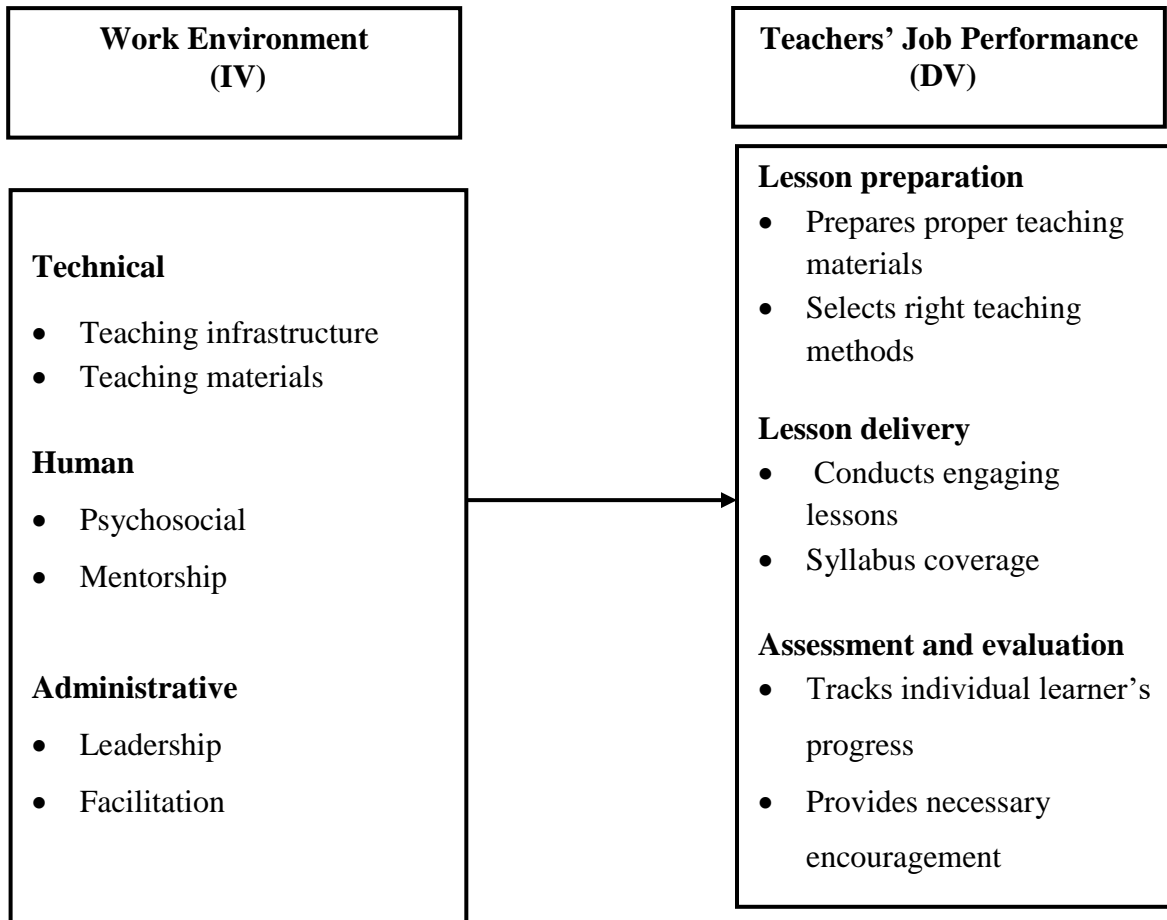 Work Environment
(IV)
Technical
• Teaching infrastructure
• Teaching materials
Human
• Psychosocial
• Mentorship
Administrative
• Leadership
• Facilitation
Teachers’ Job Performance
(DV)
Lesson preparation
• Prepares proper teaching
materials
• Selects right teaching
methods
Lesson delivery
• Conducts engaging
lessons
• Syllabus coverage
Assessment and evaluation
• Tracks individual learner’s
progress
• Provides necessary
encouragement